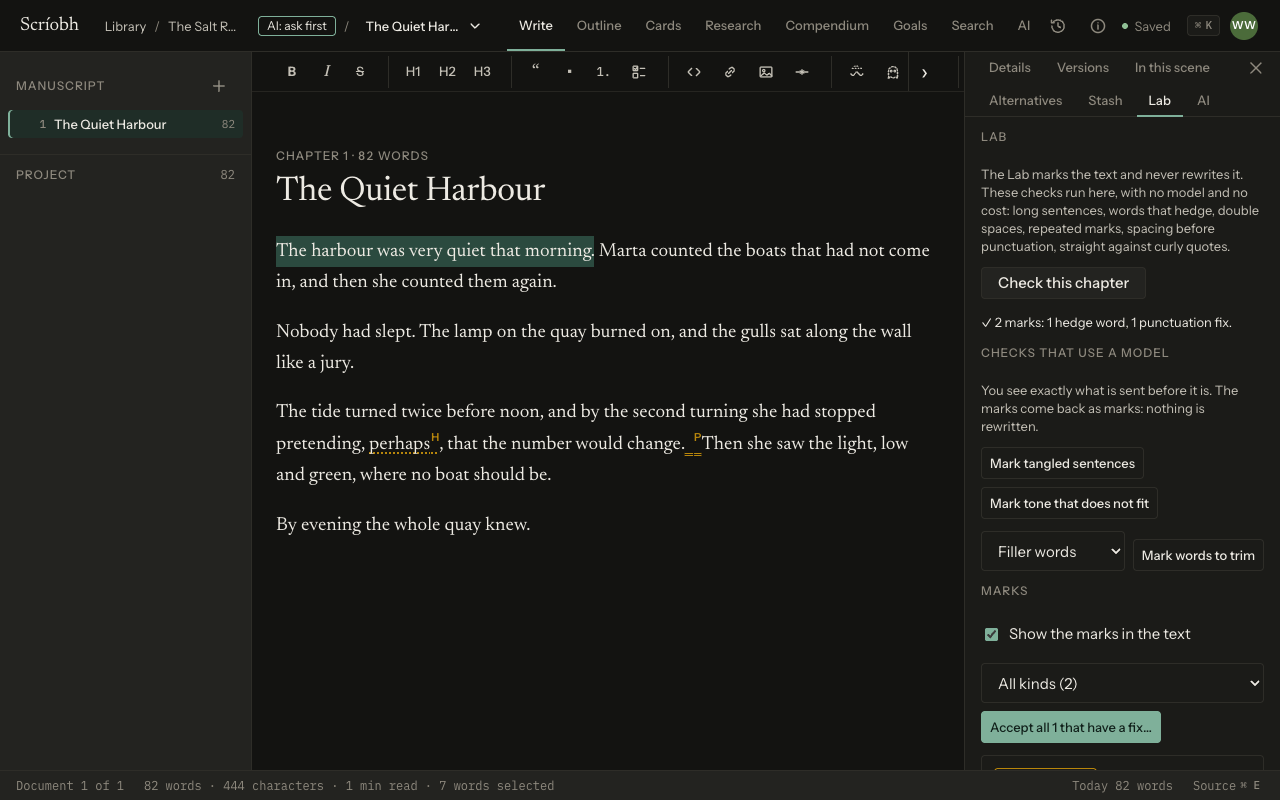 Scríobh
Library / The Salt R… AI: ask first / The Quiet Har…
Write Outline Cards Research Compendium Goals Search AI
Saved ⌘ K WW
MANUSCRIPT
1 The Quiet Harbour 82
PROJECT 82
B I S H1 H2 H3 “ 1.
CHAPTER 1 · 82 WORDS
The Quiet Harbour
The harbour was very quiet that morning. Marta counted the boats that had not come
in, and then she counted them again.
Nobody had slept. The lamp on the quay burned on, and the gulls sat along the wall
like a jury.
The tide turned twice before noon, and by the second turning she had stopped
pretending, perhapsH, that the number would change. PThen she saw the light, low
and green, where no boat should be.
By evening the whole quay knew.
Details Versions In this scene
Alternatives Stash Lab AI
LAB
The Lab marks the text and never rewrites it.
These checks run here, with no model and no
cost: long sentences, words that hedge, double
spaces, repeated marks, spacing before
punctuation, straight against curly quotes.
Check this chapter
✓ 2 marks: 1 hedge word, 1 punctuation fix.
CHECKS THAT USE A MODEL
You see exactly what is sent before it is. The
marks come back as marks: nothing is
rewritten.
Mark tangled sentences
Mark tone that does not fit
Filler words Mark words to trim
MARKS
Show the marks in the text
All kinds (2)
Accept all 1 that have a fix…
Document 1 of 1 82 words · 444 characters · 1 min read · 7 words selected
Today 82 words Source ⌘ E